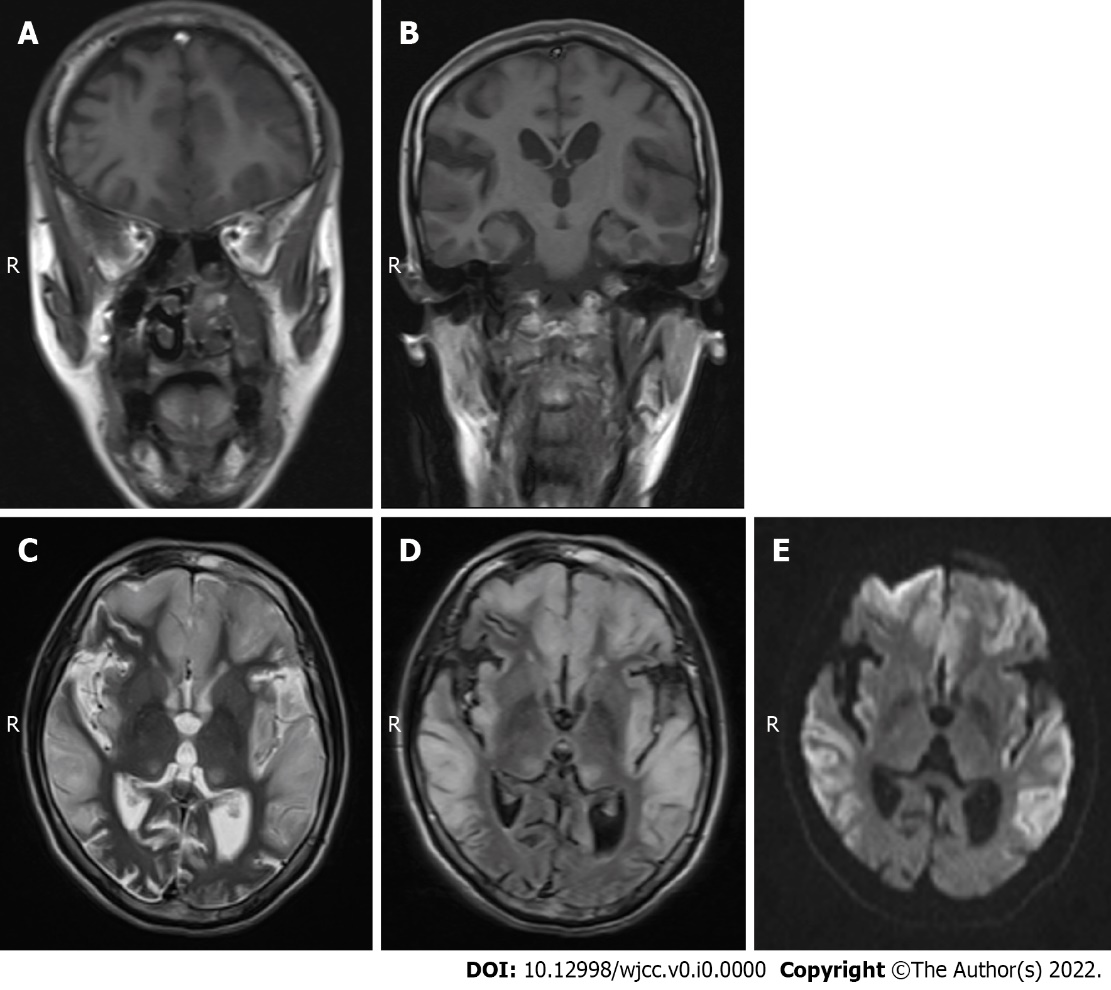 A
B
R
R
C
D
E
R
R
R
DOI: 10.12998/wjcc.v0.i0.0000 Copyright ©The Author(s) 2022.